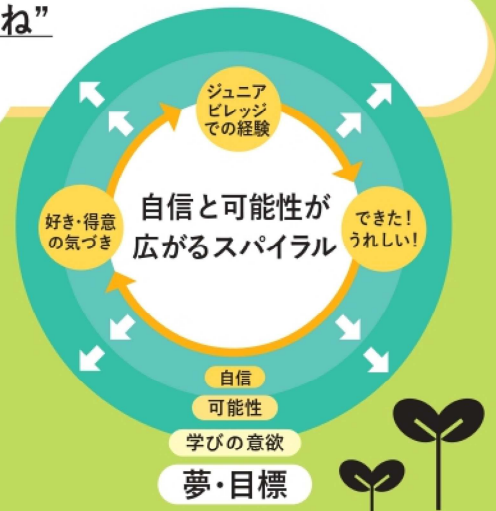 ね”
ジュニア
ビレッジ
での経験
好き・得意
の気づき
自信と可能性が
広がるスパイラル
できた！
うれしい！
自信
可能性
学びの意欲
夢・目標